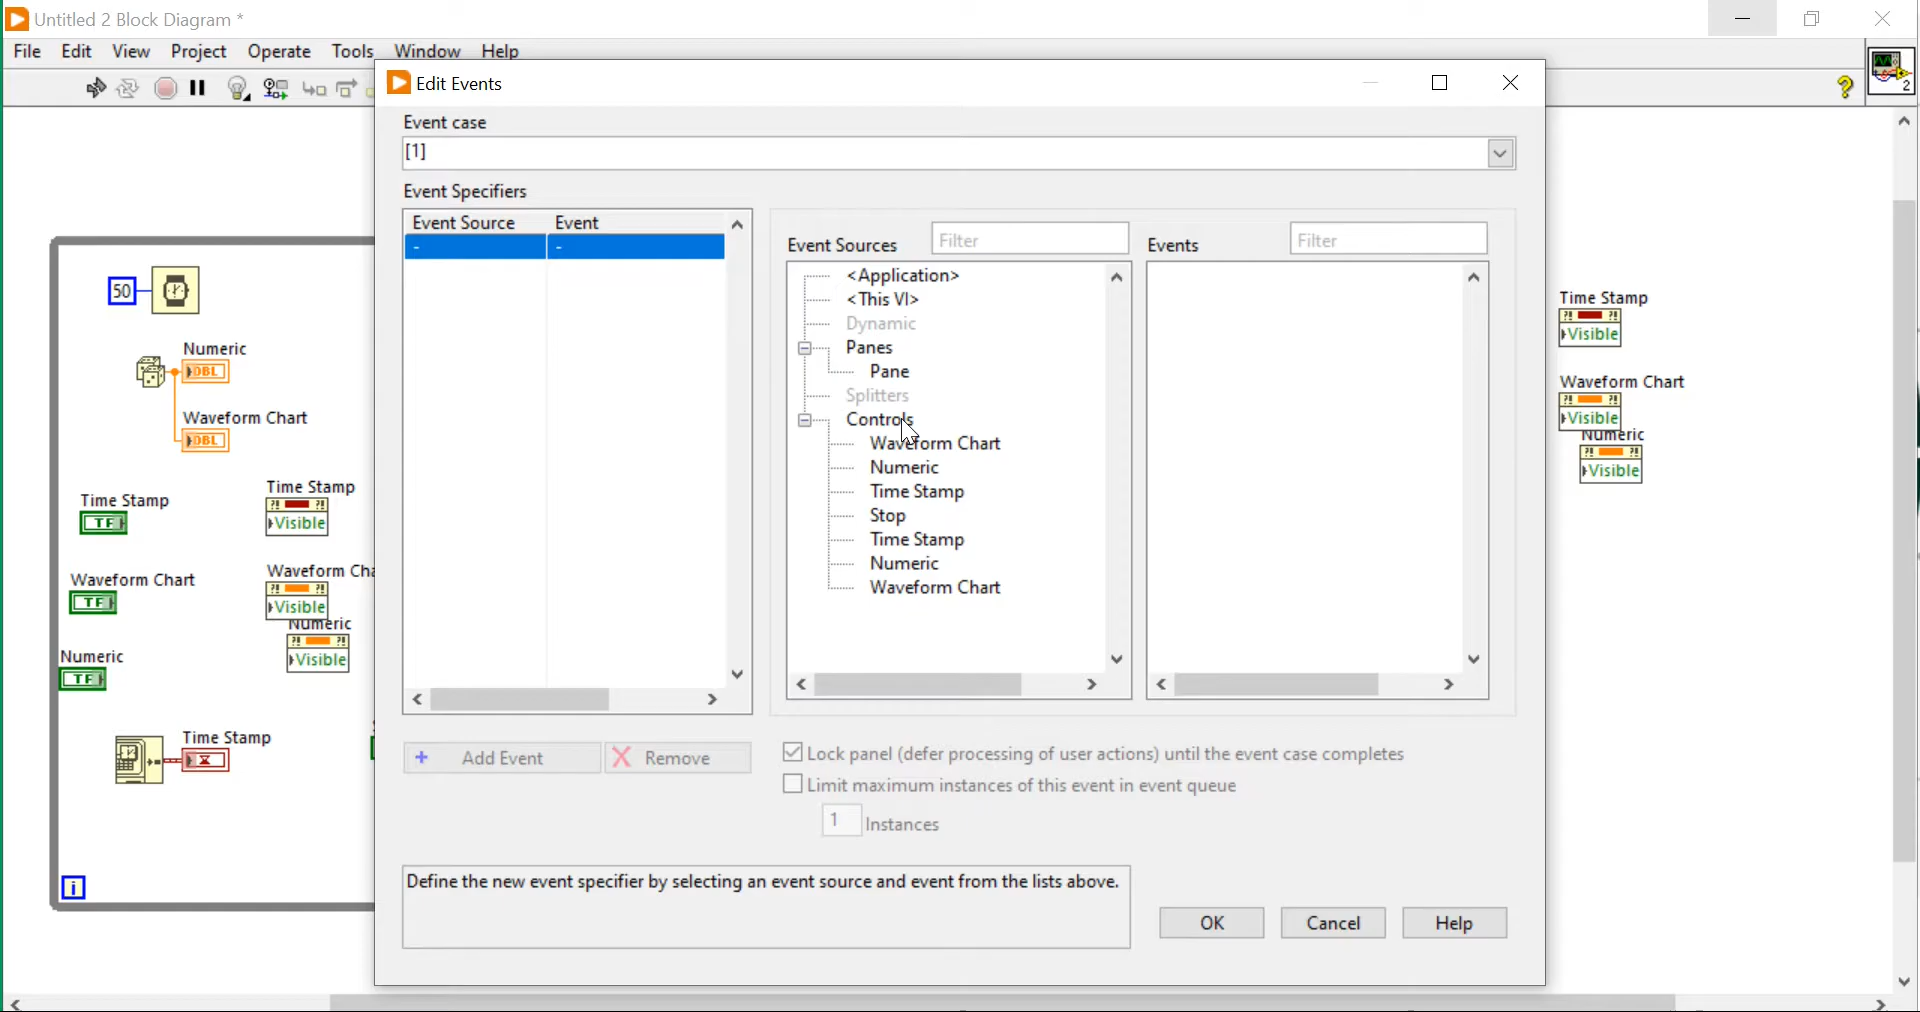 Untitled 2 Block Diagram *
File Edit View Project Operate Tools Window Help
Edit Events
Event case
[1]
Event Specifiers
Event Source Event
- -
Event Sources Filter
<Application>
<This VI>
Dynamic
Panes
Pane
Splitters
Controls
Waveform Chart
Numeric
Time Stamp
Stop
Time Stamp
Numeric
Waveform Chart
Events Filter
+ Add Event
Remove
Lock panel (defer processing of user actions) until the event case completes
Limit maximum instances of this event in event queue
1 Instances
Define the new event specifier by selecting an event source and event from the lists above.
OK Cancel Help
50
Numeric
DBL
Waveform Chart
DBL
Time Stamp
TF
Time Stamp
?! ?!
Visible
Waveform Chart
TF
Waveform Cha
?! ?!
Visible
Numeric
?! ?!
Visible
Numeric
TF
Time Stamp
i
Time Stamp
?! ?!
Visible
Waveform Chart
?! ?!
Visible
Numeric
?! ?!
Visible
?
2